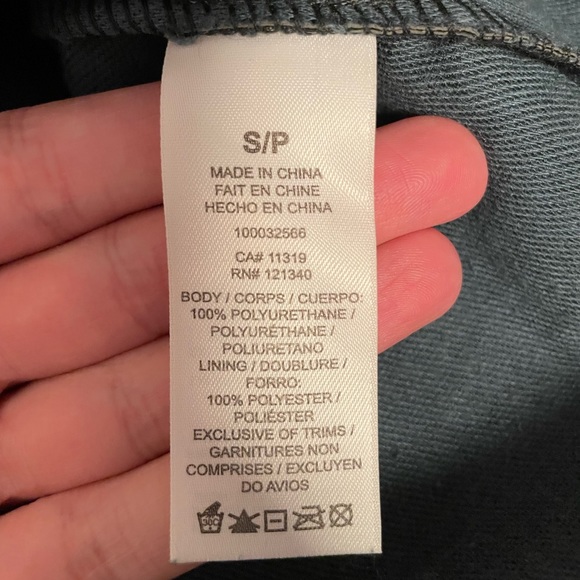 S/P
MADE IN CHINA
FAIT EN CHINE
HECHO EN CHINA
100032566
CA# 11319
RN# 121340
BODY / CORPS / CUERPO:
100% POLYURETHANE /
POLYURÉTHANE /
POLIURETANO
LINING / DOUBLURE /
FORRO:
100% POLYESTER /
POLIÉSTER
EXCLUSIVE OF TRIMS /
GARNITURES NON
COMPRISES / EXCLUYEN
DO AVIOS